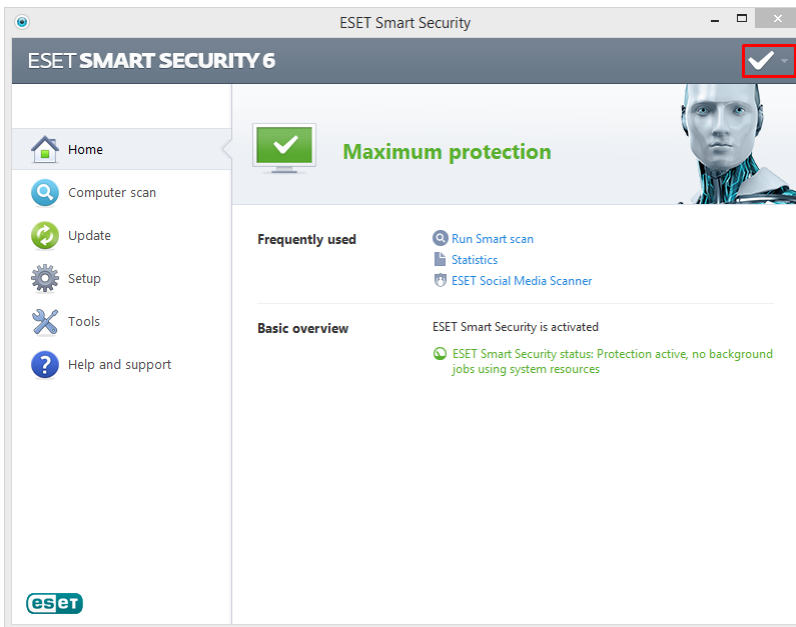 ESET Smart Security
ESET SMART SECURITY 6
Home
Computer scan
Update
Setup
Tools
Help and support
Maximum protection
Frequently used
Run Smart scan
Statistics
ESET Social Media Scanner
Basic overview
ESET Smart Security is activated
ESET Smart Security status: Protection active, no background
jobs using system resources
eseT